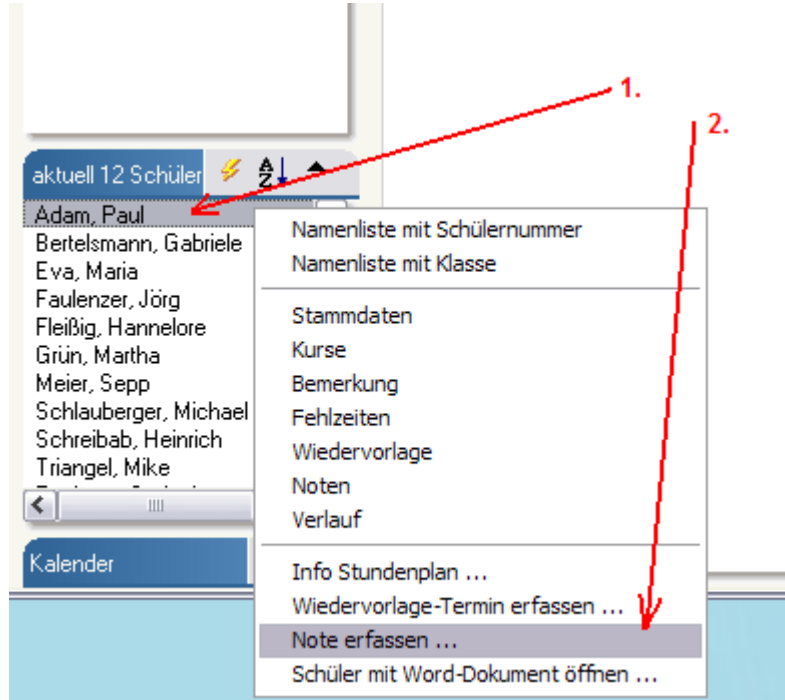 1.
2.
aktuell 12 Schüler
Adam, Paul
Bertelsmann, Gabriele
Eva, Maria
Faulenzer, Jörg
Fleißig, Hannelore
Grün, Martha
Meier, Sepp
Schlauberger, Michael
Schreibab, Heinrich
Triangel, Mike
Kalender
Namenliste mit Schülernummer
Namenliste mit Klasse
Stammdaten
Kurse
Bemerkung
Fehlzeiten
Wiedervorlage
Noten
Verlauf
Info Stundenplan ...
Wiedervorlage-Termin erfassen ...
Note erfassen ...
Schüler mit Word-Dokument öffnen ...